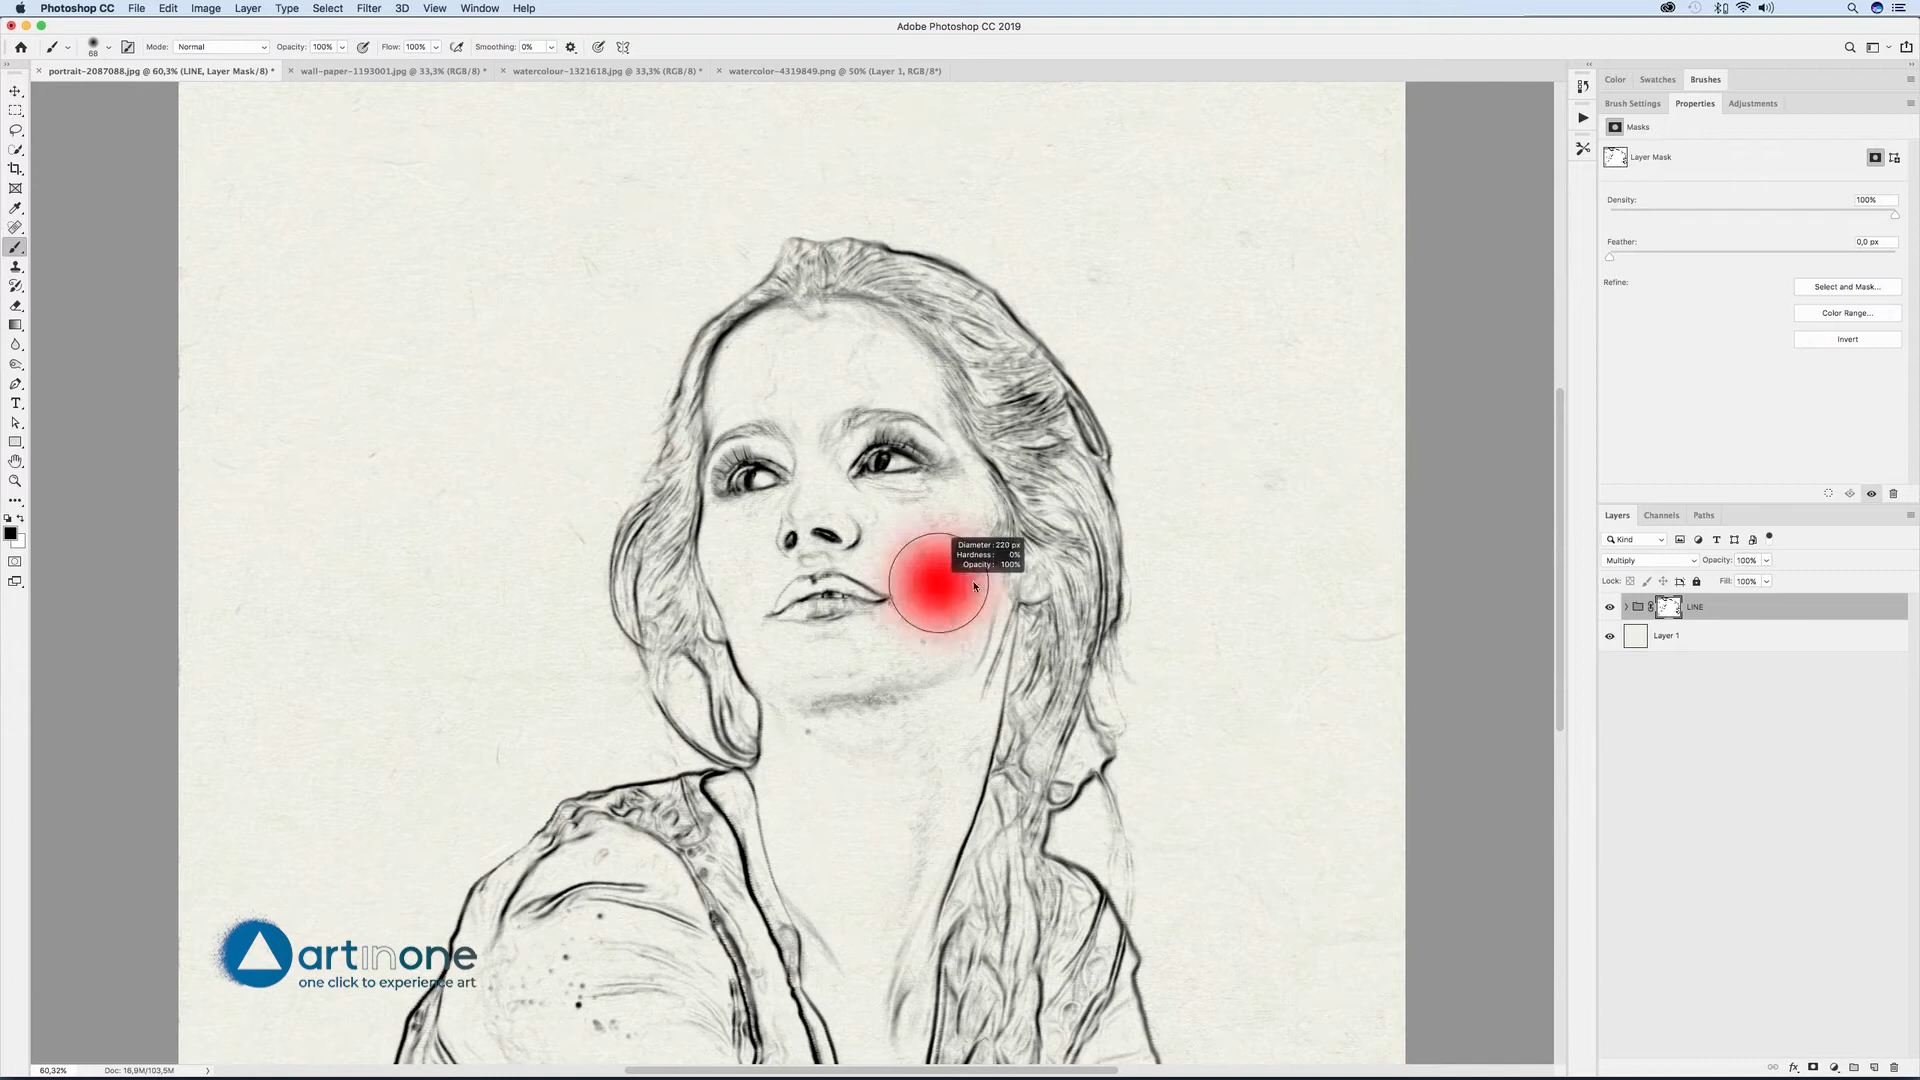 Photoshop CC File Edit Image Layer Type Select Filter 3D View Window Help
Adobe Photoshop CC 2019
68 Mode: Normal Opacity: 100% Flow: 100% Smoothing: 0%
portrait-2087088.jpg @ 60,3% (LINE, Layer Mask/8) * wall-paper-1193001.jpg @ 33,3% (RGB/8) * watercolour-1321618.jpg @ 33,3% (RGB/8) * watercolor-4319849.png @ 50% (Layer 1, RGB/8*)
Color Swatches Brushes
Brush Settings Properties Adjustments
Masks
Layer Mask
Density: 100%
Feather: 0,0 px
Refine: Select and Mask...
Color Range...
Invert
Layers Channels Paths
Kind
Multiply Opacity: 100%
Lock: Fill: 100%
LINE
Layer 1
Diameter: 220 px
Hardness: 0%
Opacity: 100%
artinone
one click to experience art
60,32% Doc: 16,9M/103,5M